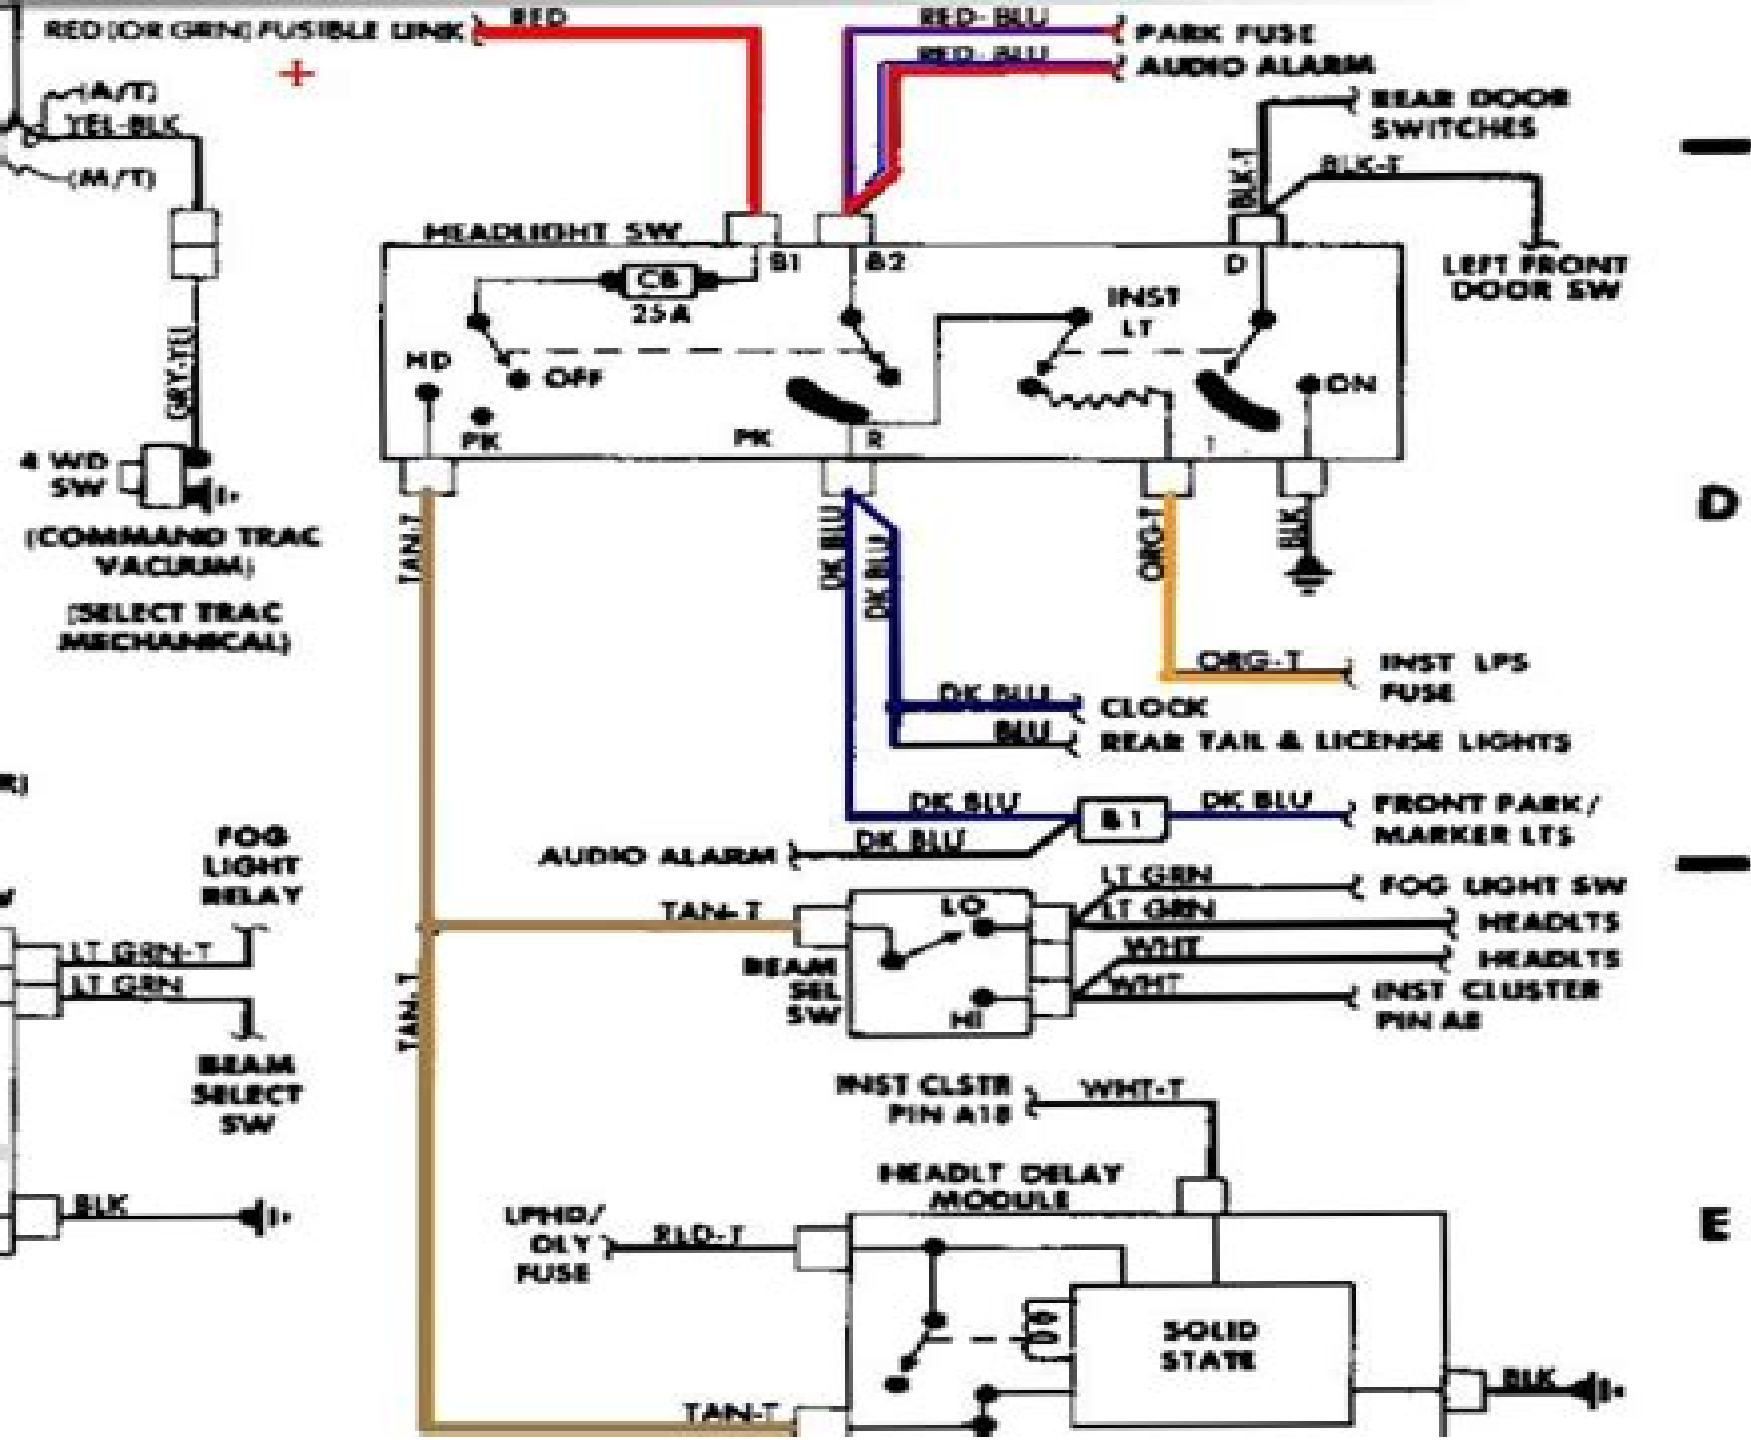 RED (OR GRN) FUSIBLE LINK
RED
RED-BLU
PARK FUSE
RED-BLU
AUDIO ALARM
+
(A/T)
YEL-BLK
(M/T)
REAR DOOR
SWITCHES
BLK-T
BLK-T
HEADLIGHT SW
B1
B2
D
LEFT FRONT
DOOR SW
CB
25A
INST
LT
GRY-YEL
HD
OFF
ON
PK
PK
R
I
4 WD
SW
(COMMAND TRAC
VACUUM)
(SELECT TRAC
MECHANICAL)
D
TAN-T
DK BLU
DK BLU
ORG-T
BLK
ORG-T
INST LPS
FUSE
DK BLU
CLOCK
BLU
REAR TAIL & LICENSE LIGHTS
R)
DK BLU
B1
DK BLU
FRONT PARK/
MARKER LTS
AUDIO ALARM
DK BLU
FOG
LIGHT
RELAY
W
LT GRN
FOG LIGHT SW
TAN-T
LO
LT GRN
HEADLTS
LT GRN-T
WHT
HEADLTS
BEAM
SEL
SW
LT GRN
TAN-T
HI
WHT
INST CLUSTER
PIN A8
BEAM
SELECT
SW
INST CLSTR
PIN A18
WHT-T
HEADLT DELAY
MODULE
BLK
LPHD/
DLY
FUSE
RED-T
E
SOLID
STATE
BLK
TAN-T